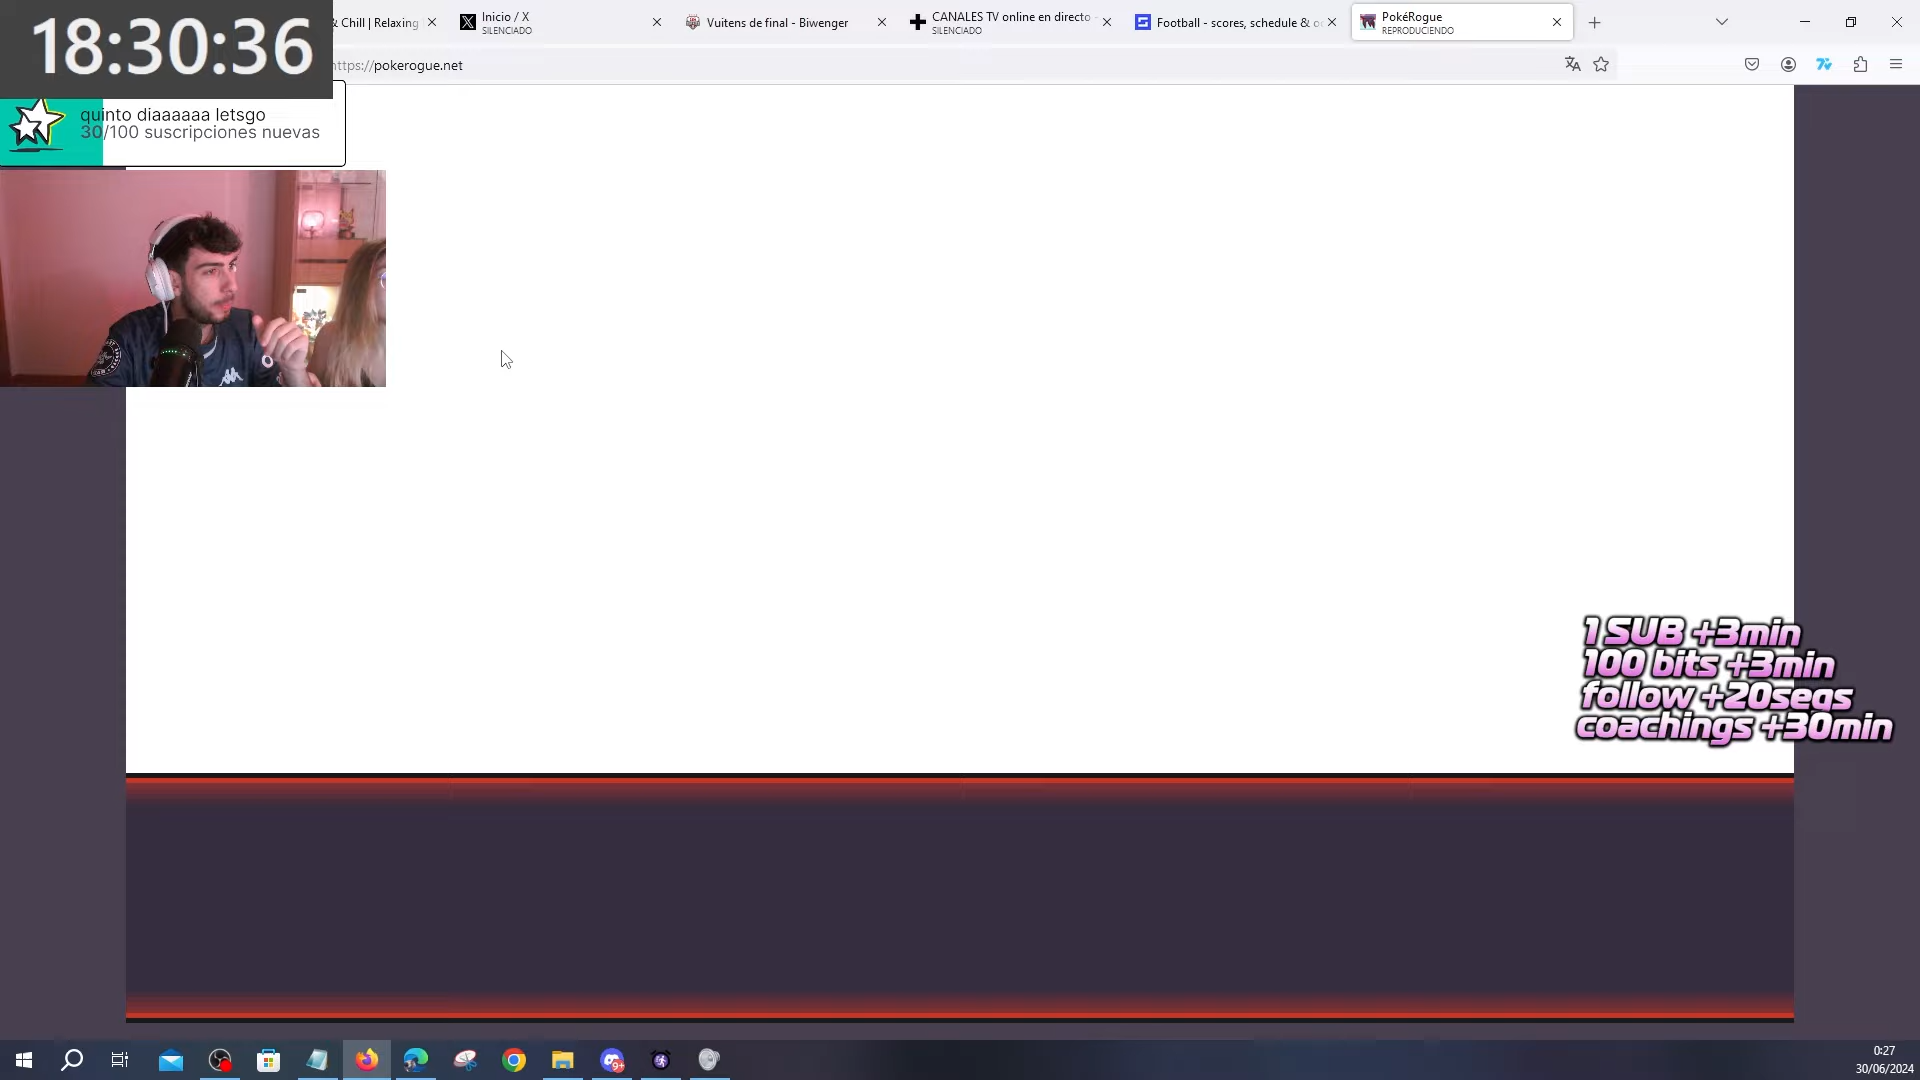 18:30:36
& Chill | Relaxing
Inicio / X
SILENCIADO
Vuitens de final - Biwenger
CANALES TV online en directo
SILENCIADO
Football - scores, schedule &
PokéRogue
REPRODUCIENDO
https://pokerogue.net
quinto diaaaaaa letsgo
30/100 suscripciones nuevas
1 SUB +3min
100 bits +3min
follow +20segs
coachings +30min
9+
0:27
30/06/2024